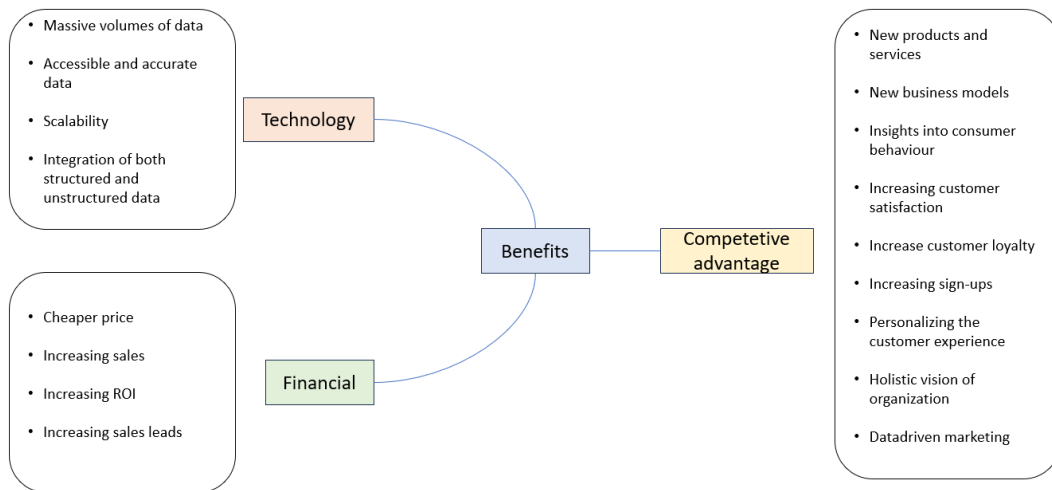 • Massive volumes of data
• Accessible and accurate
data
• Scalability
• Integration of both
structured and
unstructured data
Technology
• Cheaper price
• Increasing sales
• Increasing ROI
• Increasing sales leads
Financial
Benefits
Competetive
advantage
• New products and
services
• New business models
• Insights into consumer
behaviour
• Increasing customer
satisfaction
• Increase customer loyalty
• Increasing sign-ups
• Personalizing the
customer experience
• Holistic vision of
organization
• Datadriven marketing